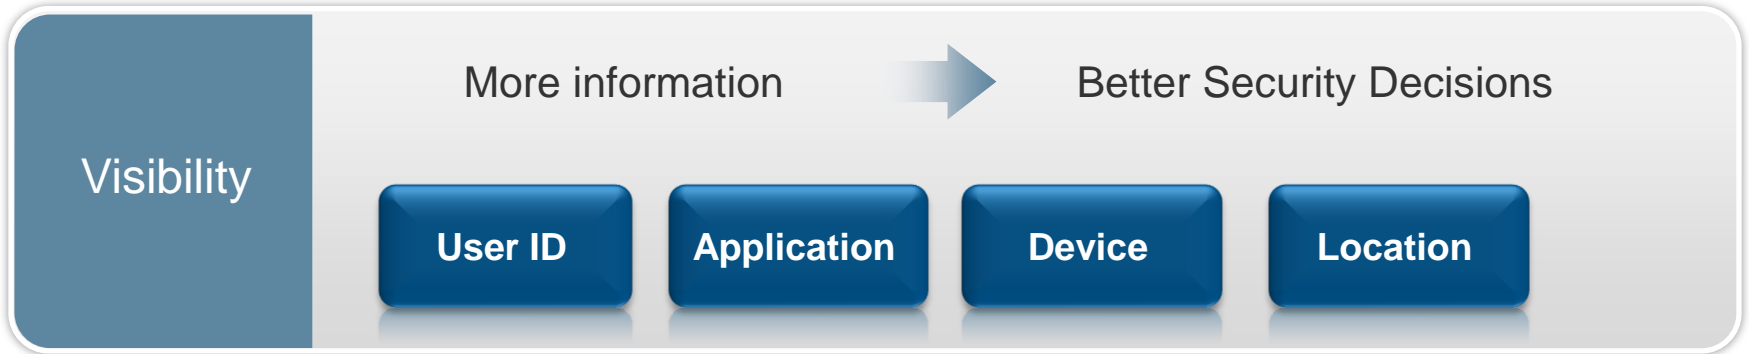 More information
Better Security Decisions
Visibility
User ID
Application
Device
Location